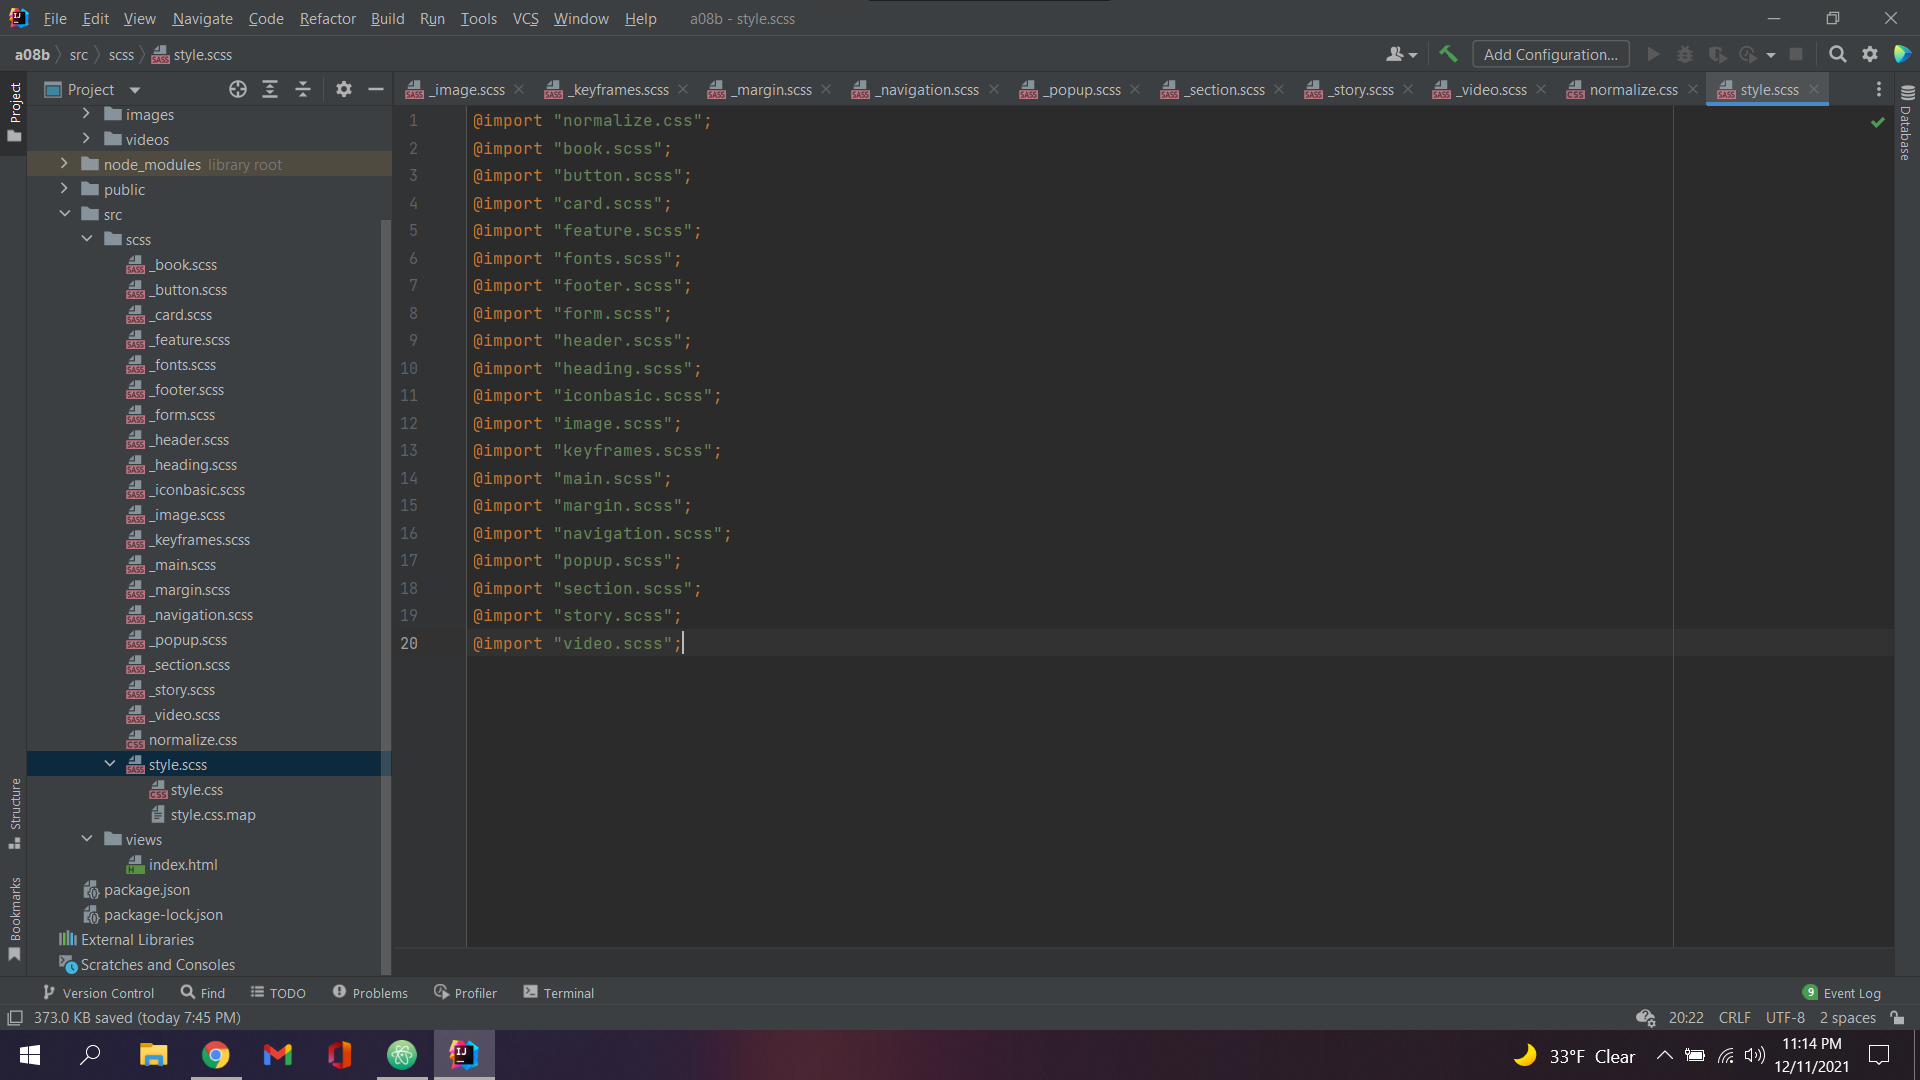 File Edit View Navigate Code Refactor Build Run Tools VCS Window Help a08b - style.scss
a08b src scss style.scss Add Configuration...
Project
Project
_image.scss _keyframes.scss _margin.scss _navigation.scss _popup.scss _section.scss _story.scss _video.scss normalize.css style.scss
Database
images
videos
node_modules library root
public
src
scss
_book.scss
_button.scss
_card.scss
_feature.scss
_fonts.scss
_footer.scss
_form.scss
_header.scss
_heading.scss
_iconbasic.scss
_image.scss
_keyframes.scss
_main.scss
_margin.scss
_navigation.scss
_popup.scss
_section.scss
_story.scss
_video.scss
normalize.css
style.scss
style.css
style.css.map
views
index.html
package.json
package-lock.json
External Libraries
Scratches and Consoles
Structure
Bookmarks
1 @import "normalize.css";
2 @import "book.scss";
3 @import "button.scss";
4 @import "card.scss";
5 @import "feature.scss";
6 @import "fonts.scss";
7 @import "footer.scss";
8 @import "form.scss";
9 @import "header.scss";
10 @import "heading.scss";
11 @import "iconbasic.scss";
12 @import "image.scss";
13 @import "keyframes.scss";
14 @import "main.scss";
15 @import "margin.scss";
16 @import "navigation.scss";
17 @import "popup.scss";
18 @import "section.scss";
19 @import "story.scss";
20 @import "video.scss";
Version Control Find TODO Problems Profiler Terminal 9 Event Log
373.0 KB saved (today 7:45 PM) 20:22 CRLF UTF-8 2 spaces
33°F Clear 11:14 PM
12/11/2021